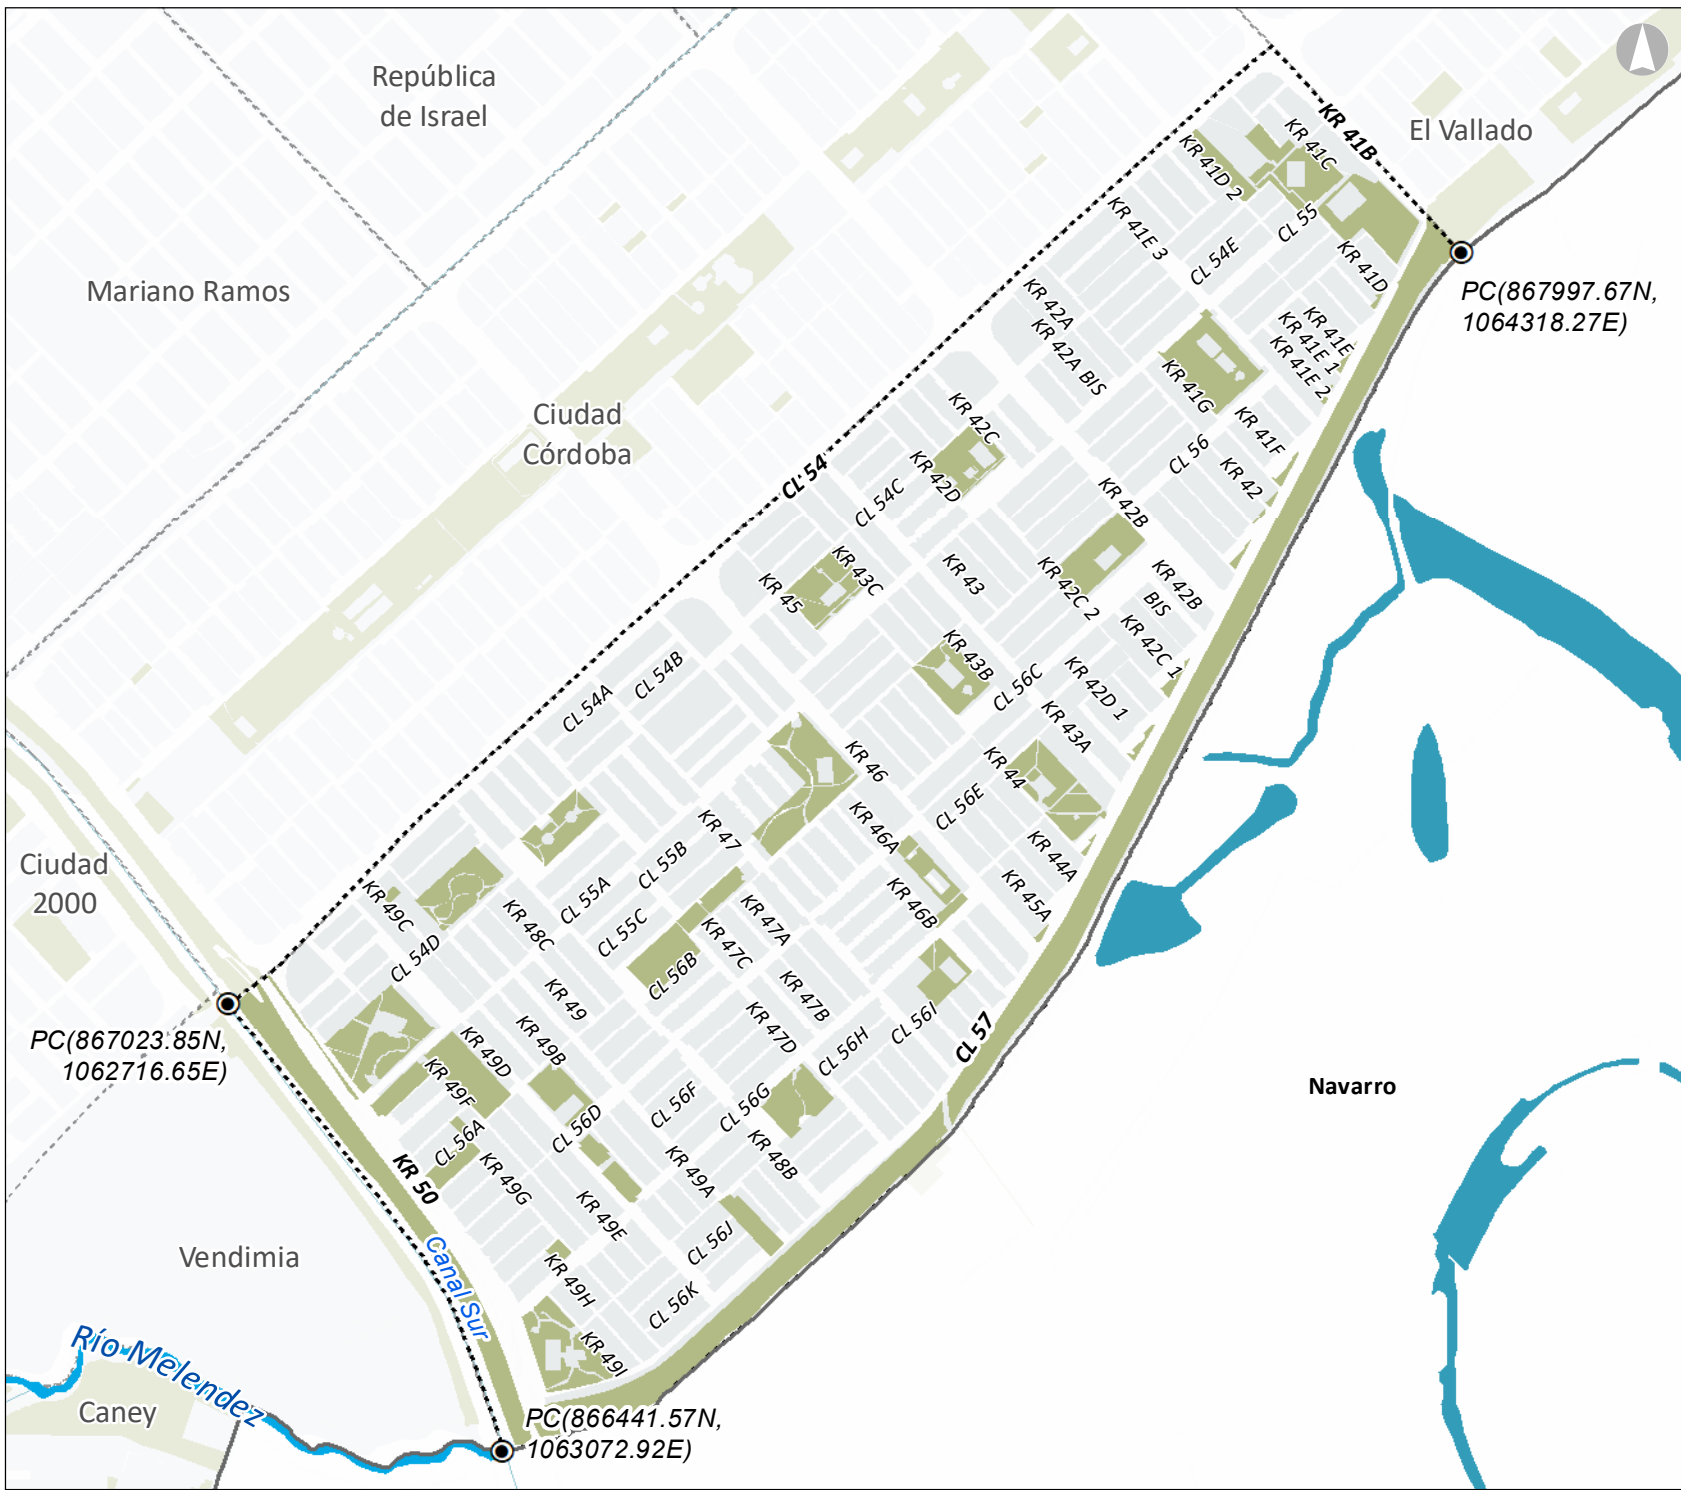 República
de Israel
El Vallado
KR 41B
KR 41C
KR 41D 2
CL 55
KR 41E 3
CL 54E
KR 41D
PC(867997.67N,
1064318.27E)
Mariano Ramos
KR 42A
KR 42A BIS
KR 41E
KR 41E 1
KR 41E 2
KR 41G
KR 41F
Ciudad
Córdoba
KR 42C
CL 56
KR 42
CL 54
KR 42D
CL 54C
KR 42B
KR 43C
KR 45
KR 43
KR 42C 2
KR 42B
BIS
KR 42C 1
KR 43B
CL 54B
CL 54A
CL 56C
KR 42D 1
KR 43A
KR 46
KR 44
CL 56E
KR 46A
KR 47
CL 55B
KR 44A
Ciudad
2000
KR 49C
CL 55A
KR 45A
KR 46B
KR 48C
CL 55C
KR 47A
KR 47C
CL 54D
CL 56B
KR 49
KR 47B
KR 47D
CL 56I
CL 57
PC(867023.85N,
1062716.65E)
KR 49B
KR 49D
CL 56H
KR 49F
CL 56F
CL 56G
Navarro
CL 56A
CL 56D
KR 48B
KR 50
KR 49G
KR 49A
KR 49E
CL 56J
Vendimia
Canal Sur
KR 49H
CL 56K
Río Melendez
KR 49I
Caney
PC(866441.57N,
1063072.92E)